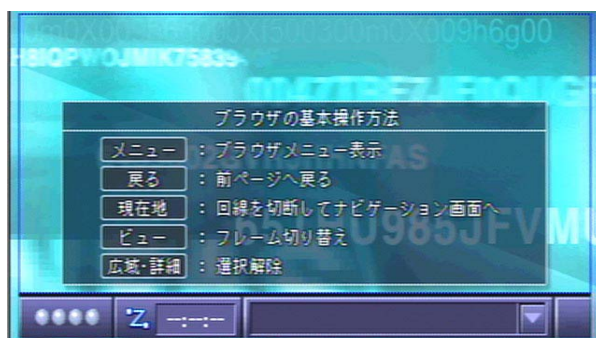 H8IQPWOJMIK75839
ブラウザの基本操作方法
メニュー : ブラウザメニュー表示
戻る : 前ページへ戻る
現在地 : 回線を切断してナビゲーション画面へ
ビュー : フレーム切り替え
広域・詳細 : 選択解除
Z --:--:--